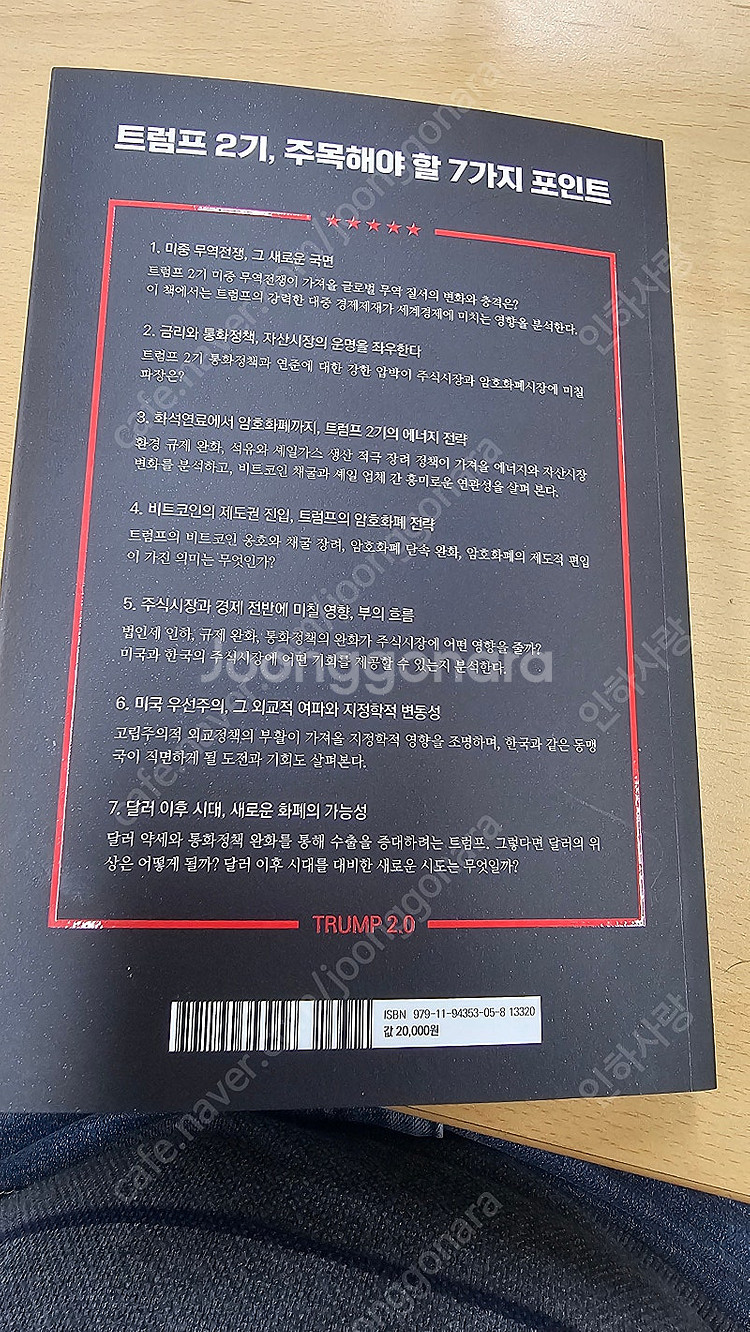 트럼프 2기, 주목해야 할 7가지 포인트
1. 미중 무역전쟁, 그 새로운 국면
트럼프 2기 미중 무역전쟁이 가져올 글로벌 무역 질서의 변화와 충격은?
이 책에서는 트럼프의 강력한 대중 경제제재가 세계경제에 미치는 영향을 분석한다.
2. 금리와 통화정책, 자산시장의 운명을 좌우한다
트럼프 2기 통화정책과 연준에 대한 강한 압박이 주식시장과 암호화폐시장에 미칠
파장은?
3. 화석연료에서 암호화폐까지, 트럼프 2기의 에너지 전략
환경 규제 완화, 석유와 셰일가스 생산 적극 장려 정책이 가져올 에너지와 자산시장
변화를 분석하고, 비트코인 채굴과 셰일 업체 간 흥미로운 연관성을 살펴 본다.
4. 비트코인의 제도권 진입, 트럼프의 암호화폐 전략
트럼프의 비트코인 옹호와 채굴 장려, 암호화폐 단속 완화, 암호화폐의 제도적 편입
이 가진 의미는 무엇인가?
5. 주식시장과 경제 전반에 미칠 영향, 부의 흐름
법인세 인하, 규제 완화, 통화정책의 완화가 주식시장에 어떤 영향을 줄까?
미국과 한국의 주식시장에 어떤 기회를 제공할 수 있는지 분석한다.
6. 미국 우선주의, 그 외교적 여파와 지정학적 변동성
고립주의적 외교정책의 부활이 가져올 지정학적 영향을 조명하며, 한국과 같은 동맹
국이 직면하게 될 도전과 기회도 살펴본다.
7. 달러 이후 시대, 새로운 화폐의 가능성
달러 약세와 통화정책 완화를 통해 수출을 증대하려는 트럼프. 그렇다면 달러의 위
상은 어떻게 될까? 달러 이후 시대를 대비한 새로운 시도는 무엇일까?
TRUMP 2.0
ISBN 979-11-94353-05-8 13320
값 20,000원
Joonggonara
cafe.naver.com/joonggonara
인하사랑